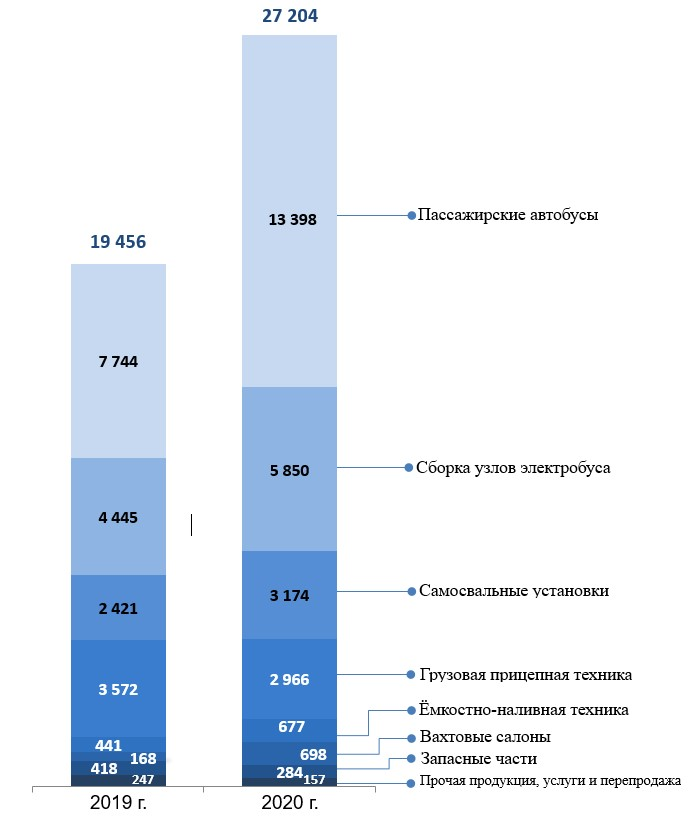 27 204
19 456
13 398
Пассажирские автобусы
7 744
5 850
Сборка узлов электробуса
4 445
3 174
Самосвальные установки
2 421
2 966
Грузовая прицепная техника
3 572
677
Ёмкостно-наливная техника
441
698
Вахтовые салоны
168
418
284
Запасные части
247
157
Прочая продукция, услуги и перепродажа
2019 г.
2020 г.